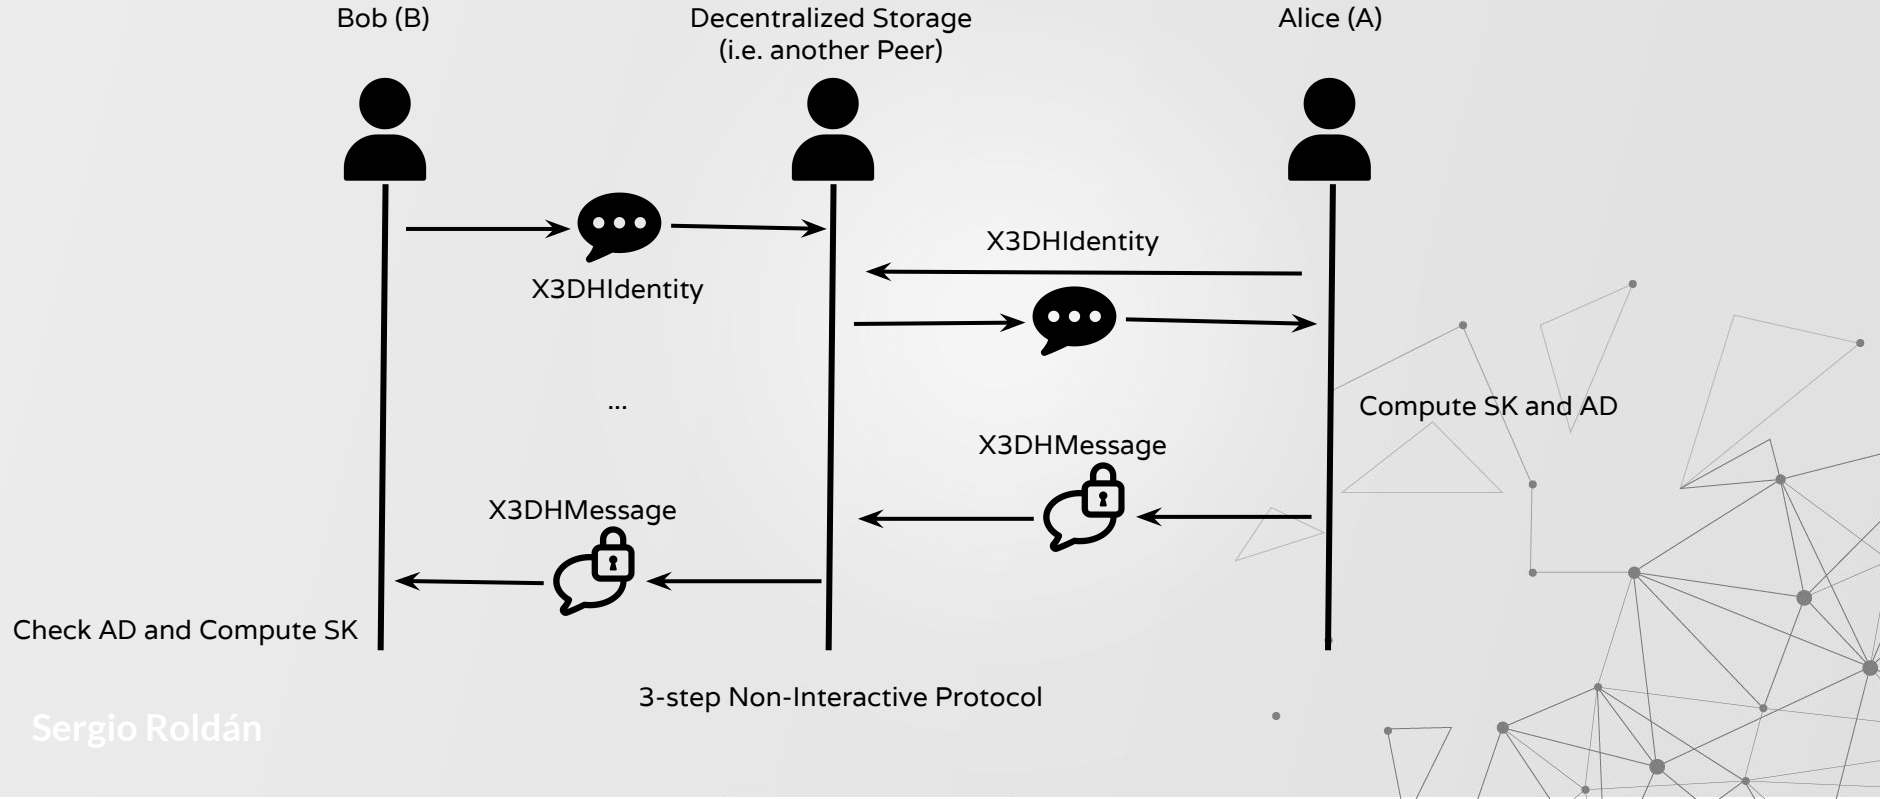 Bob (B)
Decentralized Storage
(i.e. another Peer)
Alice (A)
X3DHIdentity
X3DHIdentity
...
Compute SK and AD
X3DHMessage
X3DHMessage
Check AD and Compute SK
3-step Non-Interactive Protocol
Sergio Roldán